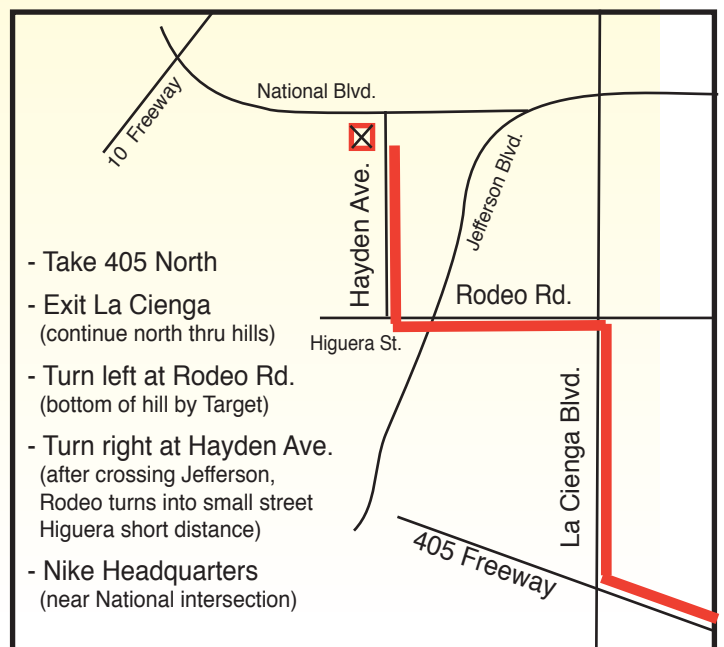 National Blvd.
10 Freeway
Hayden Ave.
Jefferson Blvd.
- Take 405 North
- Exit La Cienga
(continue north thru hills)
- Turn left at Rodeo Rd.
(bottom of hill by Target)
- Turn right at Hayden Ave.
(after crossing Jefferson,
Rodeo turns into small street
Higuera short distance)
- Nike Headquarters
(near National intersection)
Rodeo Rd.
Higuera St.
La Cienga Blvd.
405 Freeway